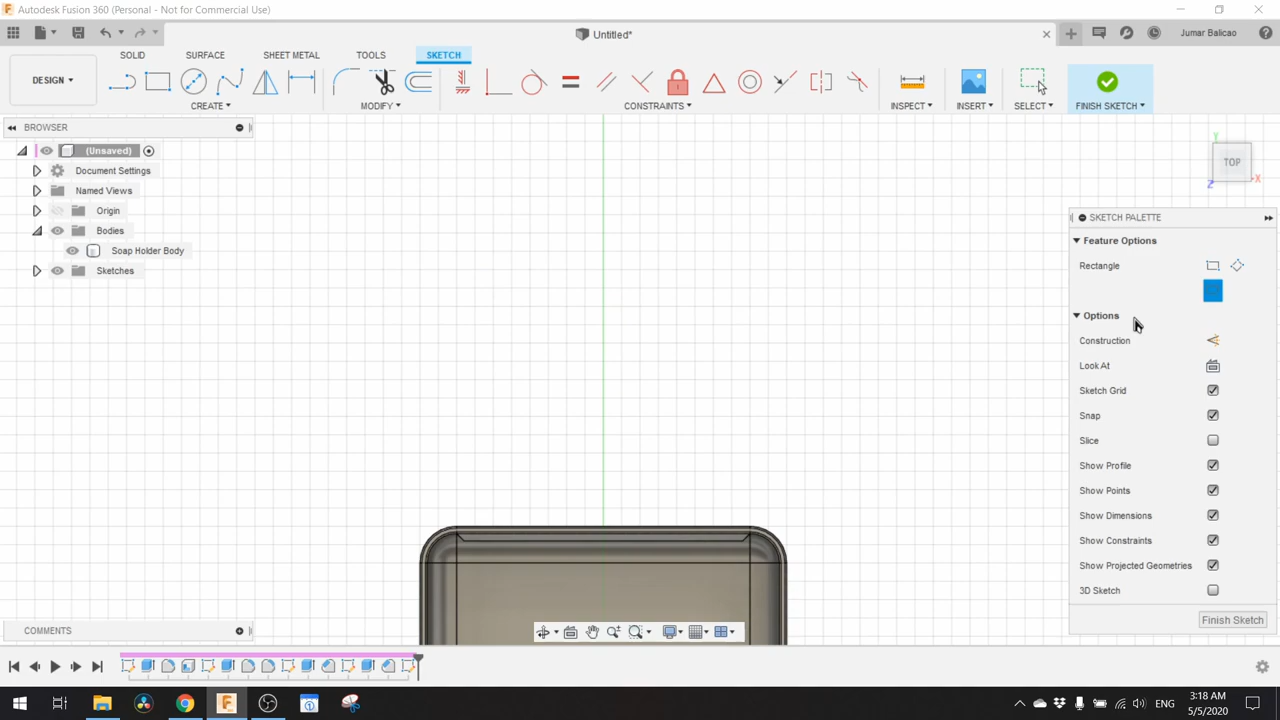 Autodesk Fusion 360 (Personal - Not for Commercial Use)
Untitled*
Jumar Balicao
SOLID SURFACE SHEET METAL TOOLS SKETCH
DESIGN
CREATE MODIFY CONSTRAINTS INSPECT INSERT SELECT FINISH SKETCH
BROWSER
(Unsaved)
Document Settings
Named Views
Origin
Bodies
Soap Holder Body
Sketches
Y
TOP
X
Z
SKETCH PALETTE
Feature Options
Rectangle
Options
Construction
Look At
Sketch Grid
Snap
Slice
Show Profile
Show Points
Show Dimensions
Show Constraints
Show Projected Geometries
3D Sketch
Finish Sketch
COMMENTS
ENG
3:18 AM
5/5/2020